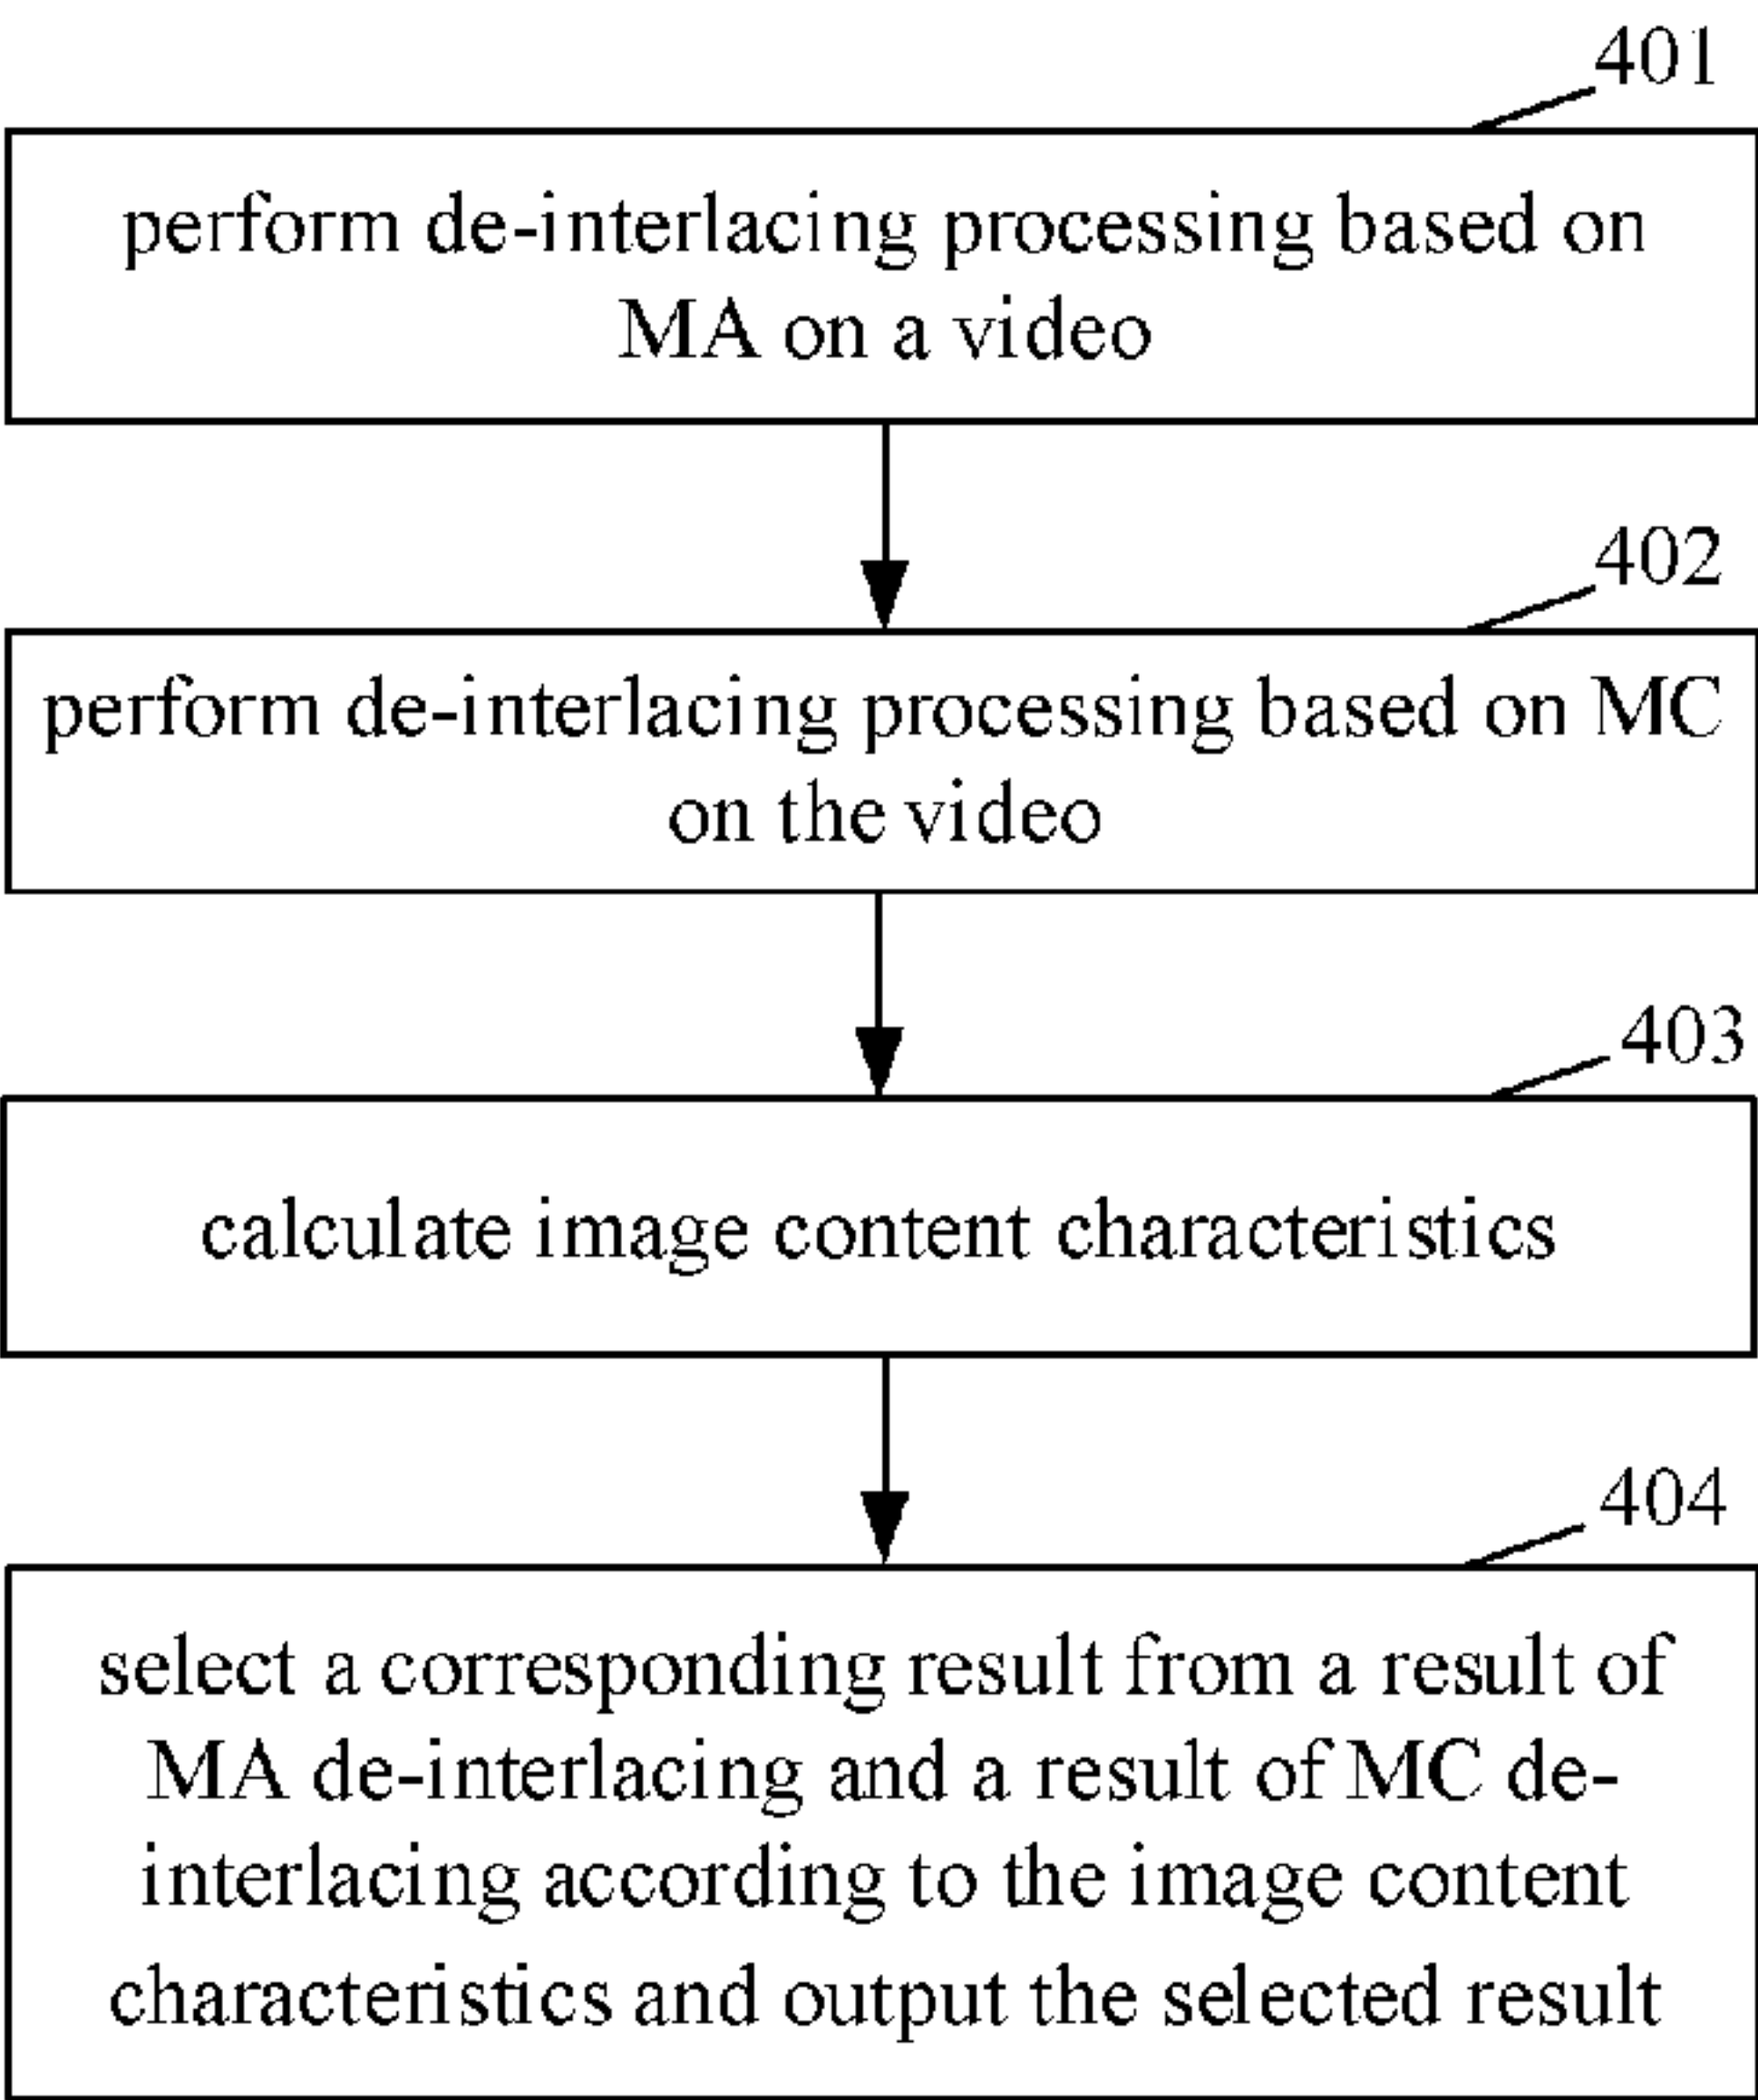 401
perform de-interlacing processing based on
MA on a video
402
perform de-interlacing processing based on MC
on the video
403
calculate image content characteristics
404
select a corresponding result from a result of
MA de-interlacing and a result of MC de-
interlacing according to the image content
characteristics and output the selected result